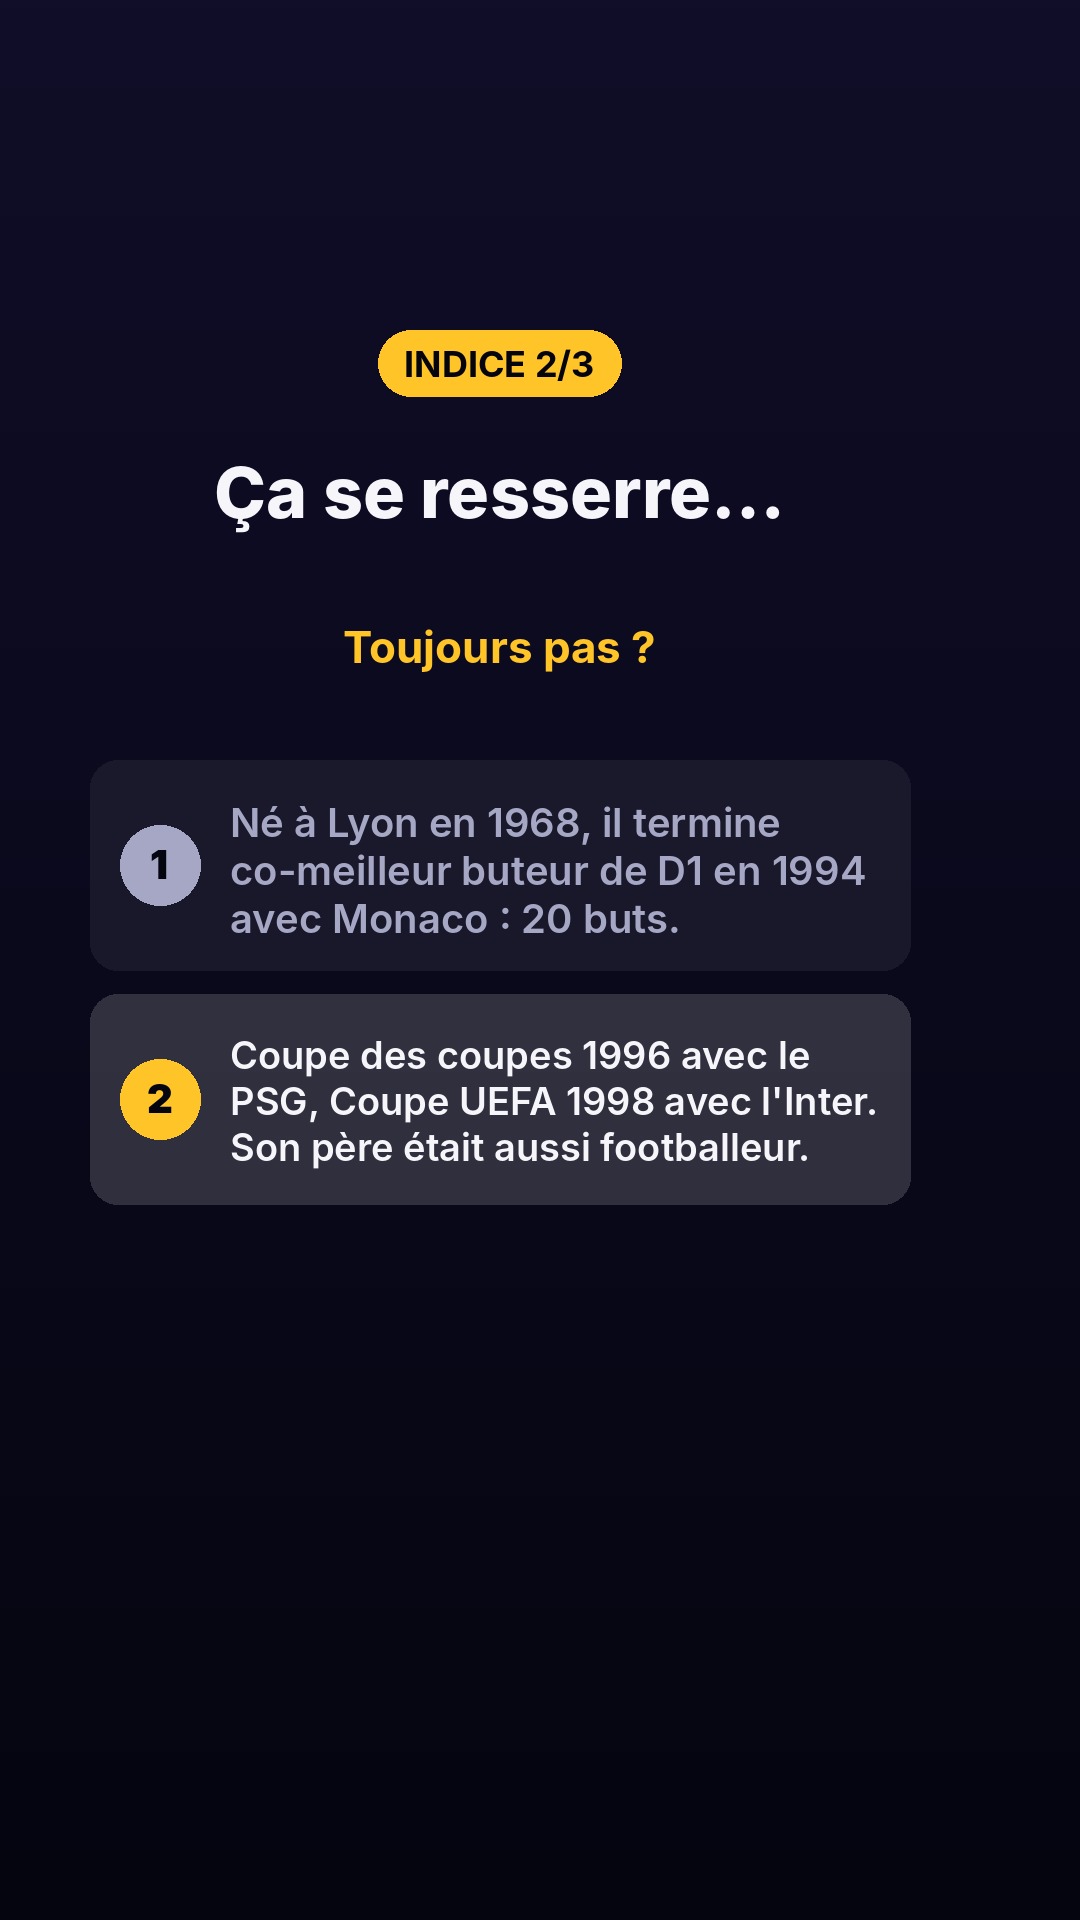 INDICE 2/3
Ça se resserre...
Toujours pas ?
1
Né à Lyon en 1968, il termine
co-meilleur buteur de D1 en 1994
avec Monaco : 20 buts.
2
Coupe des coupes 1996 avec le
PSG, Coupe UEFA 1998 avec l'Inter.
Son père était aussi footballeur.